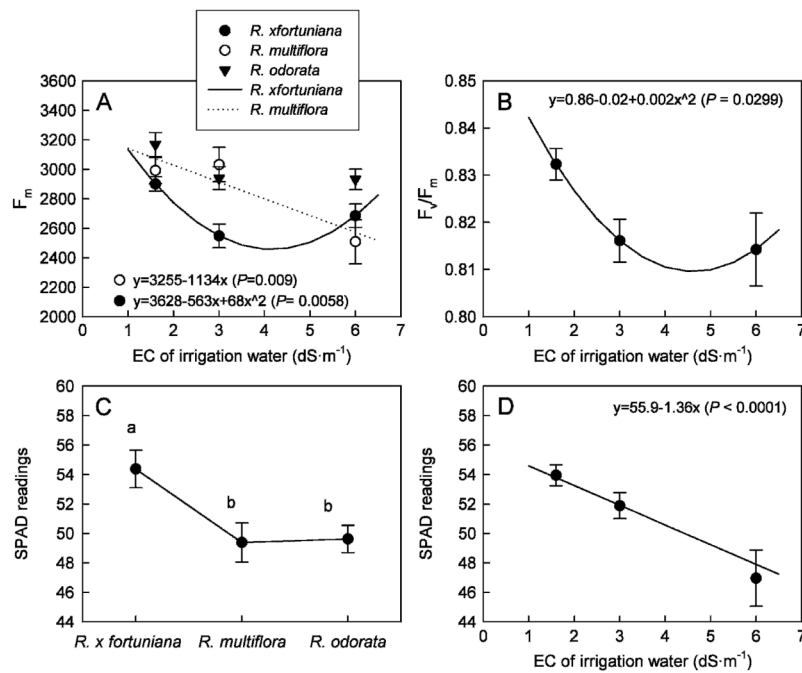 R. xfortuniana
R. multiflora
R. odorata
R. xfortuniana
R. multiflora
A
3600
3400
3200
3000
2800
2600
2400
2200
2000
Fm
y=3255-1134x (P=0.009)
y=3628-563x+68x^2 (P= 0.0058)
0 1 2 3 4 5 6 7
EC of irrigation water (dS·m⁻¹)
B
y=0.86-0.02+0.002x^2 (P = 0.0299)
0.85
0.84
0.83
0.82
0.81
0.80
Fv/Fm
0 1 2 3 4 5 6 7
EC of irrigation water (dS·m⁻¹)
C
60
58
56
54
52
50
48
46
44
SPAD readings
a
b
b
R. x fortuniana R. multiflora R. odorata
D
y=55.9-1.36x (P < 0.0001)
60
58
56
54
52
50
48
46
44
SPAD readings
0 1 2 3 4 5 6 7
EC of irrigation water (dS·m⁻¹)